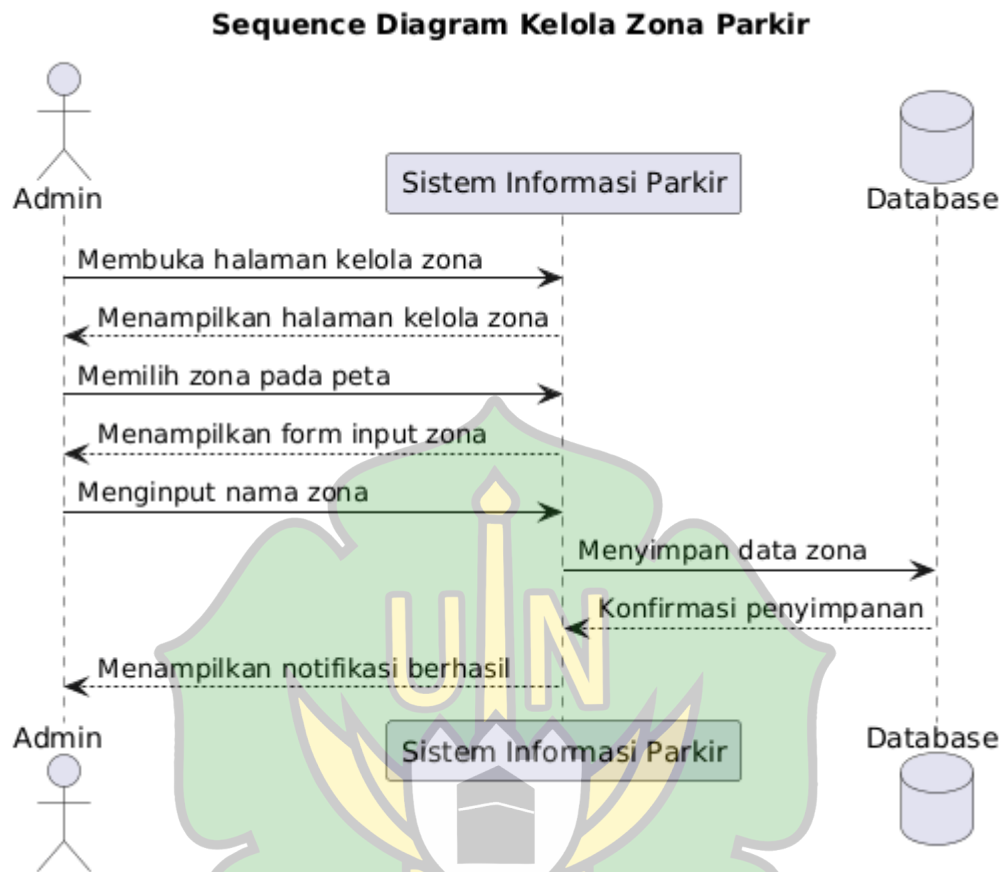 Sequence Diagram Kelola Zona Parkir
Admin
Sistem Informasi Parkir
Database
Membuka halaman kelola zona
Menampilkan halaman kelola zona
Memilih zona pada peta
Menampilkan form input zona
Menginput nama zona
Menyimpan data zona
Konfirmasi penyimpanan
Menampilkan notifikasi berhasil
UIN
Admin
Sistem Informasi Parkir
Database